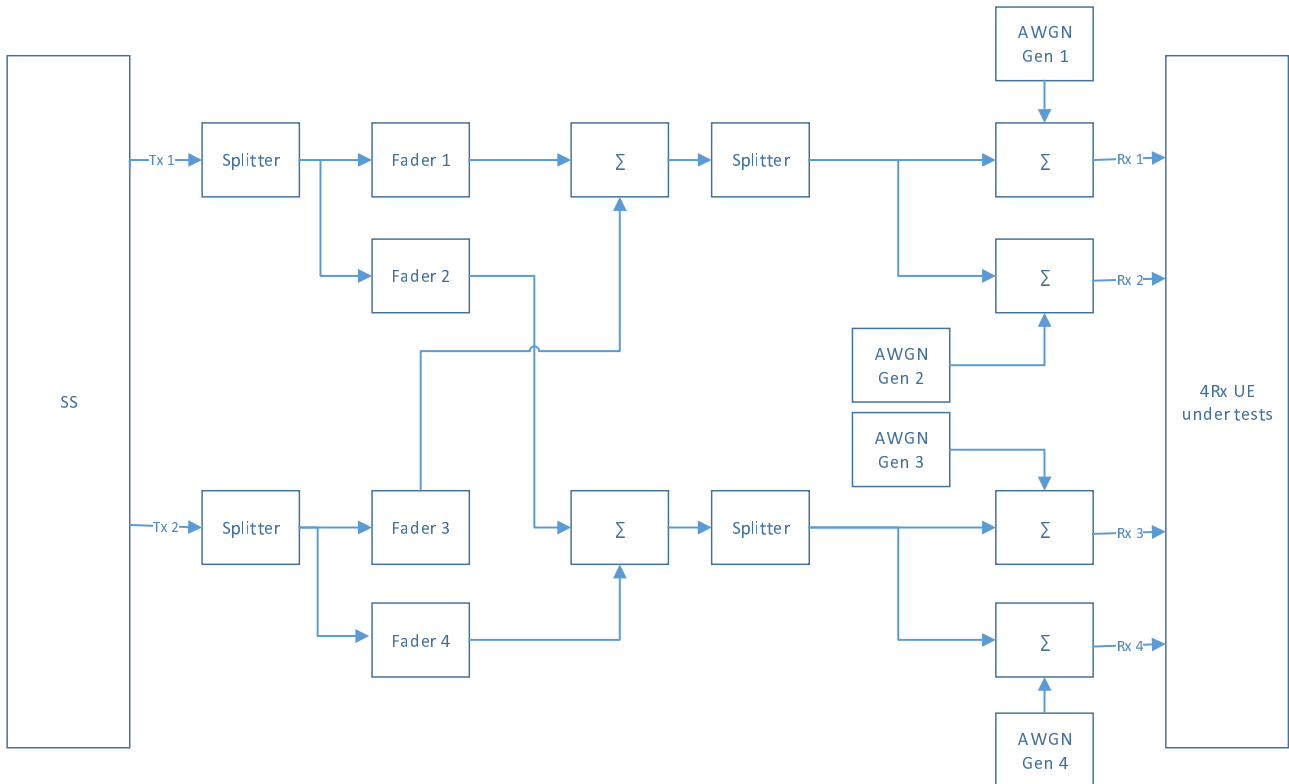 AWGN
Gen 1
Tx 1
Splitter
Fader 1
∑
Splitter
∑
Rx 1
Fader 2
∑
Rx 2
AWGN
Gen 2
SS
4Rx UE
under tests
AWGN
Gen 3
Tx 2
Splitter
Fader 3
∑
Splitter
∑
Rx 3
Fader 4
∑
Rx 4
AWGN
Gen 4